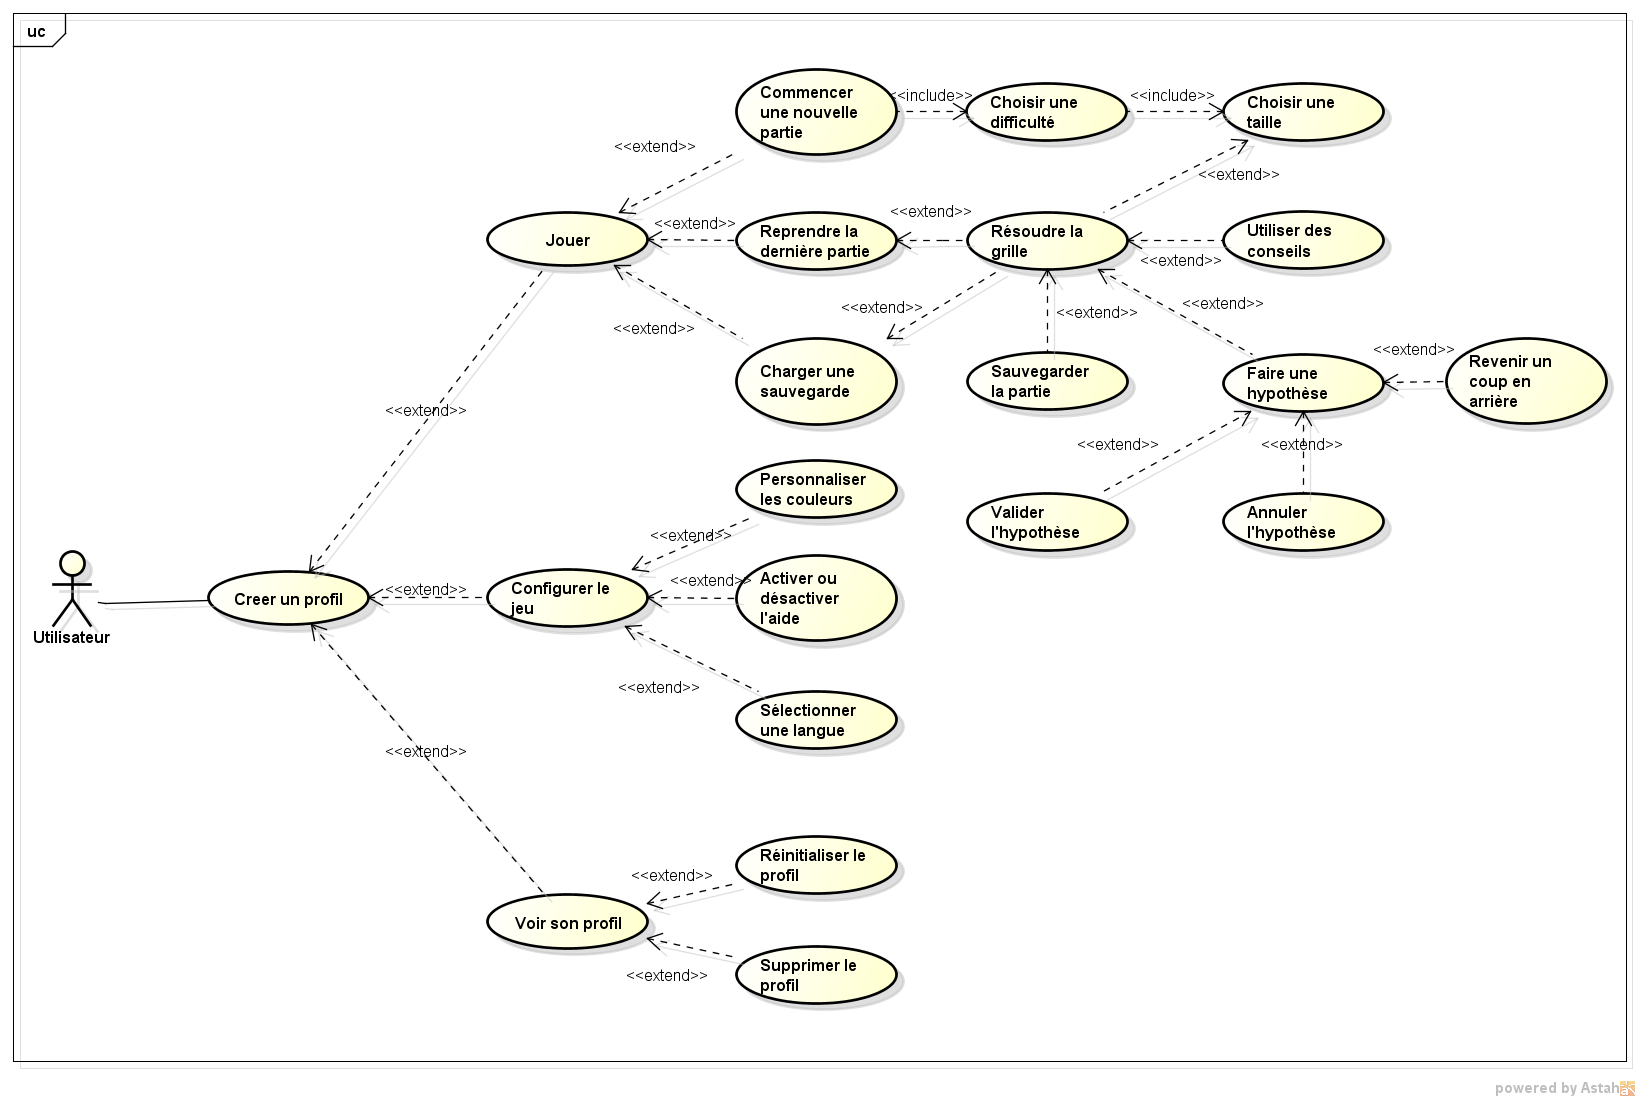 uc
Commencer
une nouvelle
partie
<<include>>
Choisir une
difficulté
<<include>>
Choisir une
taille
<<extend>>
<<extend>>
Jouer
<<extend>>
Reprendre la
dernière partie
<<extend>>
Résoudre la
grille
Utiliser des
conseils
<<extend>>
<<extend>>
<<extend>>
<<extend>>
<<extend>>
Charger une
sauvegarde
Sauvegarder
la partie
Faire une
hypothèse
<<extend>>
Revenir un
coup en
arrière
<<extend>>
<<extend>>
<<extend>>
Personnaliser
les couleurs
Valider
l'hypothèse
Annuler
l'hypothèse
<<extend>>
Utilisateur
Creer un profil
<<extend>>
Configurer le
jeu
<<extend>>
Activer ou
désactiver
l'aide
<<extend>>
Sélectionner
une langue
<<extend>>
Réinitialiser le
profil
<<extend>>
Voir son profil
<<extend>>
Supprimer le
profil
powered by Astah